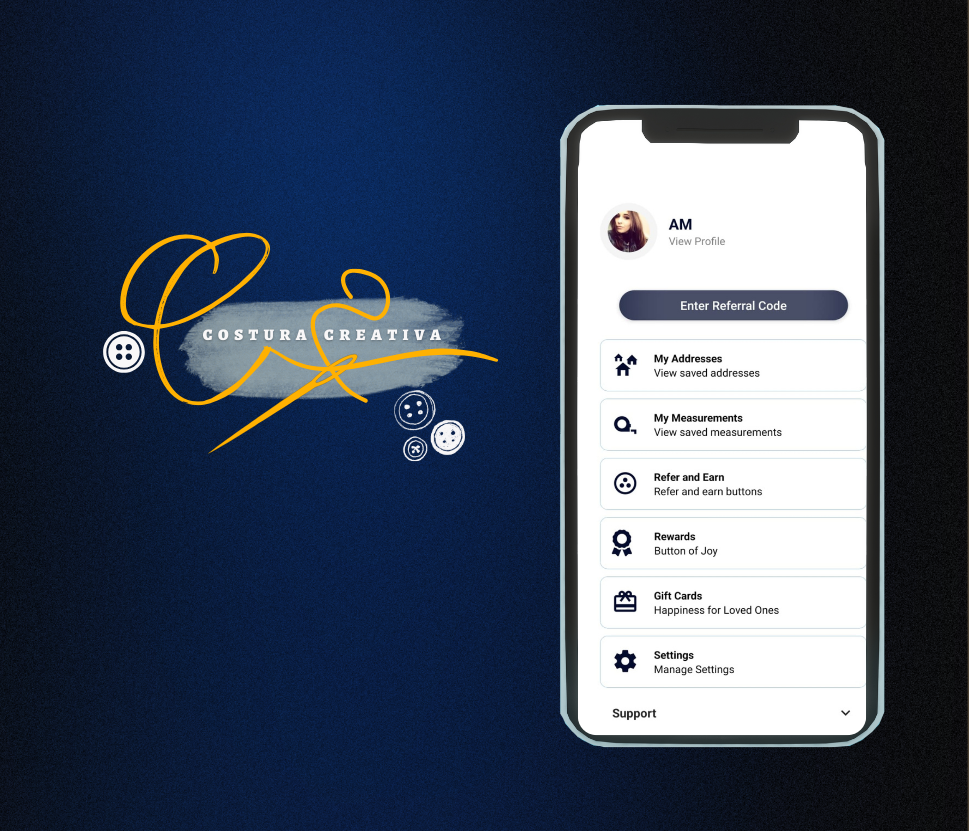 COSTURA CREATIVA
AM
View Profile
Enter Referral Code
My Addresses
View saved addresses
My Measurements
View saved measurements
Refer and Earn
Refer and earn buttons
Rewards
Button of Joy
Gift Cards
Happiness for Loved Ones
Settings
Manage Settings
Support